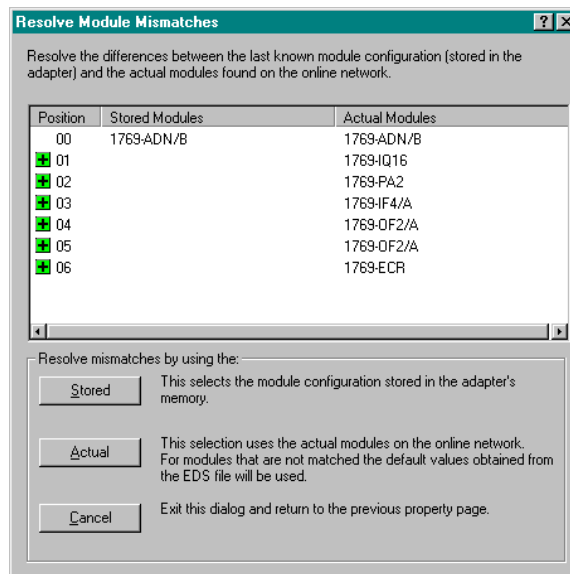 Resolve Module Mismatches
Resolve the differences between the last known module configuration (stored in the
adapter) and the actual modules found on the online network.
Position Stored Modules Actual Modules
00 1769-ADN/B 1769-ADN/B
01 1769-IQ16
02 1769-PA2
03 1769-IF4/A
04 1769-OF2/A
05 1769-OF2/A
06 1769-ECR
Resolve mismatches by using the:
Stored
This selects the module configuration stored in the adapter's
memory.
Actual
This selection uses the actual modules on the online network.
For modules that are not matched the default values obtained from
the EDS file will be used.
Cancel
Exit this dialog and return to the previous property page.